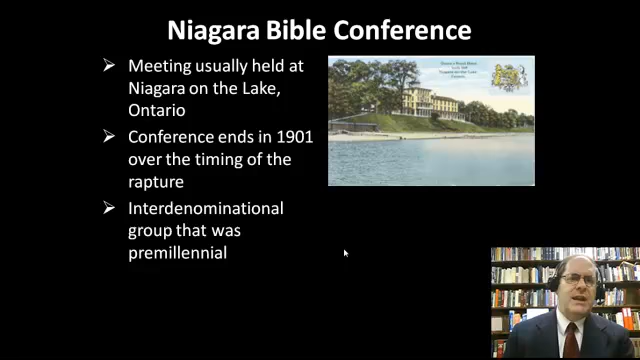 Niagara Bible Conference
Meeting usually held at
Niagara on the Lake,
Ontario
Conference ends in 1901
over the timing of the
rapture
Interdenominational
group that was
premillennial